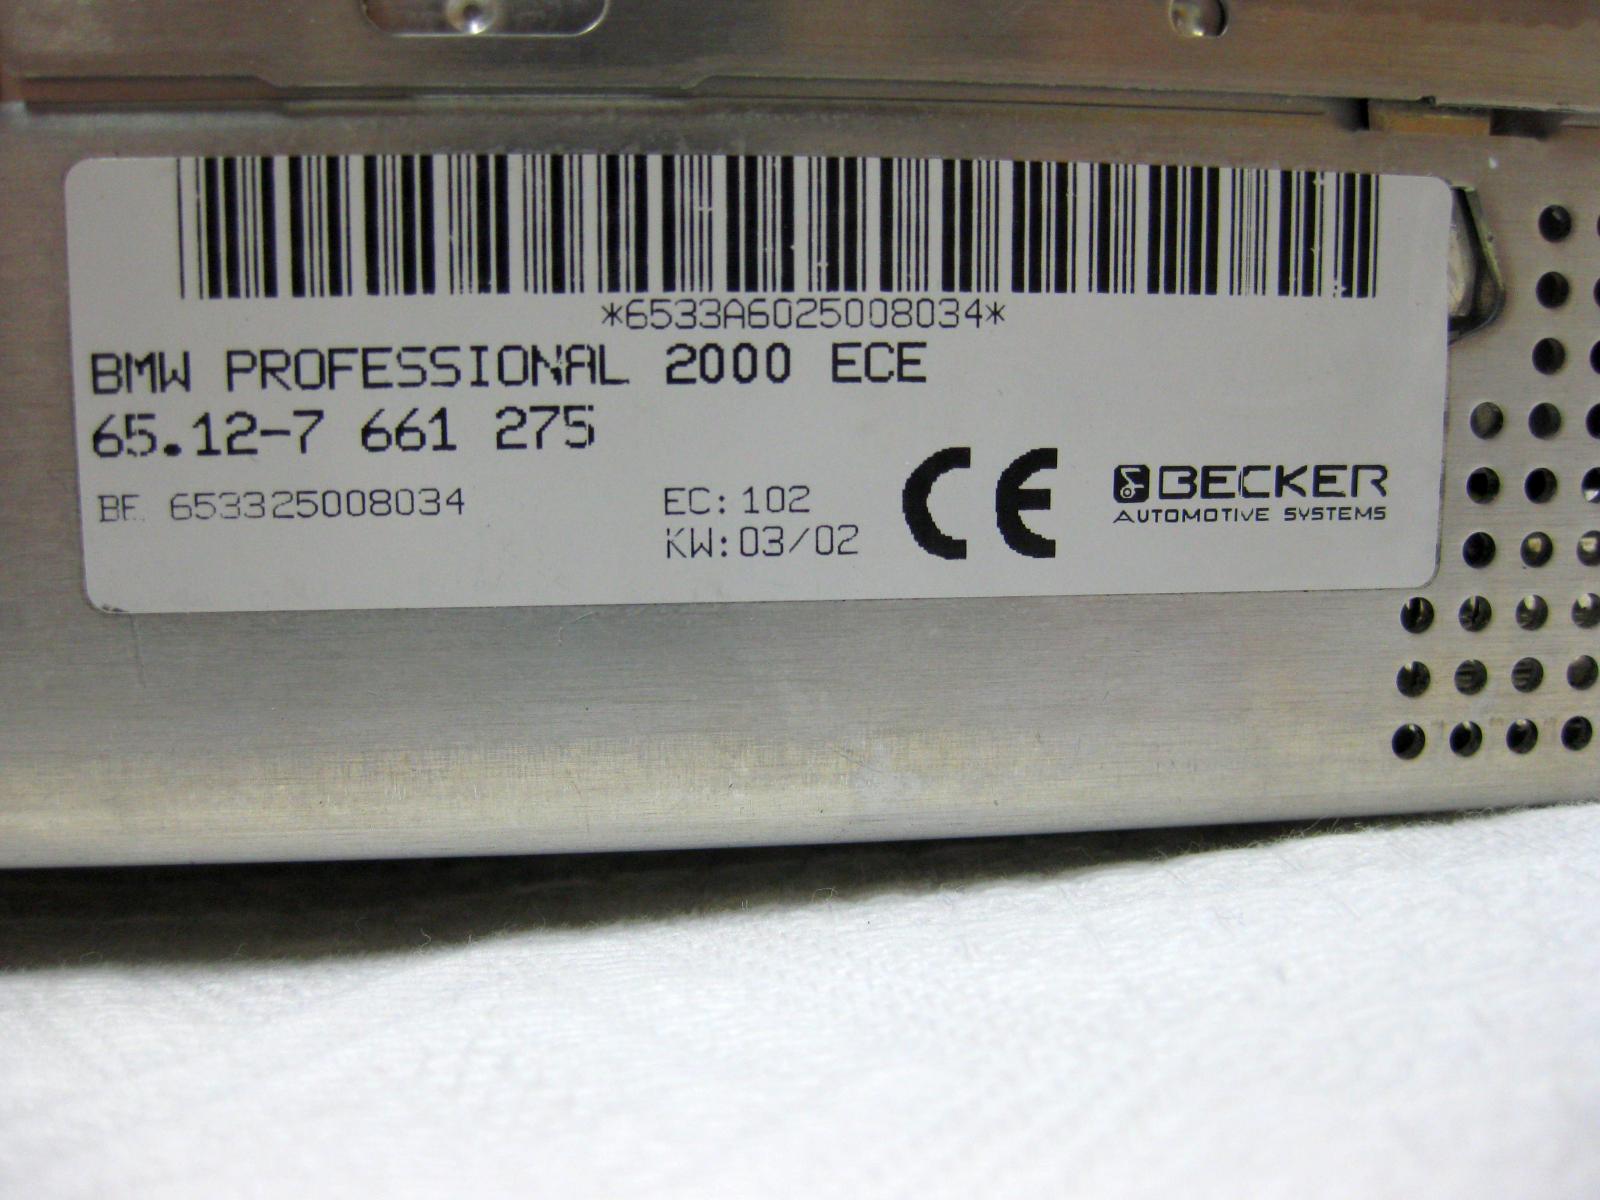 *6533A6025008034*
BMW PROFESSIONAL 2000 ECE
65.12-7 661 275
BE 653325008034
EC: 102
KW: 03/02
CE
BECKER
AUTOMOTIVE SYSTEMS